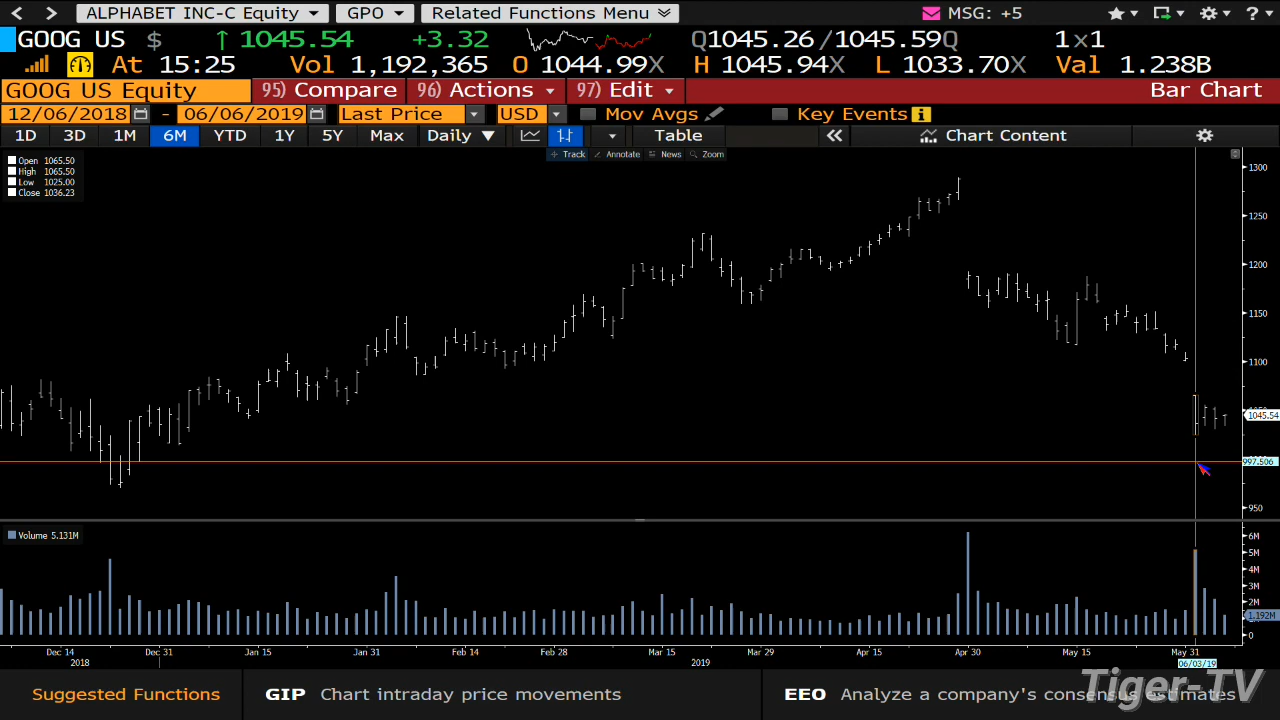 ALPHABET INC-C Equity GPO Related Functions Menu MSG: +5 ?
GOOG US $ ↑ 1045.54 +3.32 Q1045.26/1045.59Q 1×1
At 15:25 Vol 1,192,365 O 1044.99X H 1045.94X L 1033.70X Val 1.238B
GOOG US Equity 95) Compare 96) Actions 97) Edit Bar Chart
12/06/2018 - 06/06/2019 Last Price USD Mov Avgs Key Events i
1D 3D 1M 6M YTD 1Y 5Y Max Daily ▼ Table « Chart Content
Track Annotate News Zoom
Open 1065.50
High 1065.50
Low 1025.00
Close 1036.23
1300
1250
1200
1150
1100
1045.54
997.506
950
Volume 5.131M
6M
5M
4M
3M
2M
1.192M
0
Dec 14 Dec 31 Jan 15 Jan 31 Feb 14 Feb 28 Mar 15 Mar 29 Apr 15 Apr 30 May 15 May 31
2018 2019 06/03/19
Suggested Functions GIP Chart intraday price movements EEO Analyze a company's consensus estimates
Tiger-TV